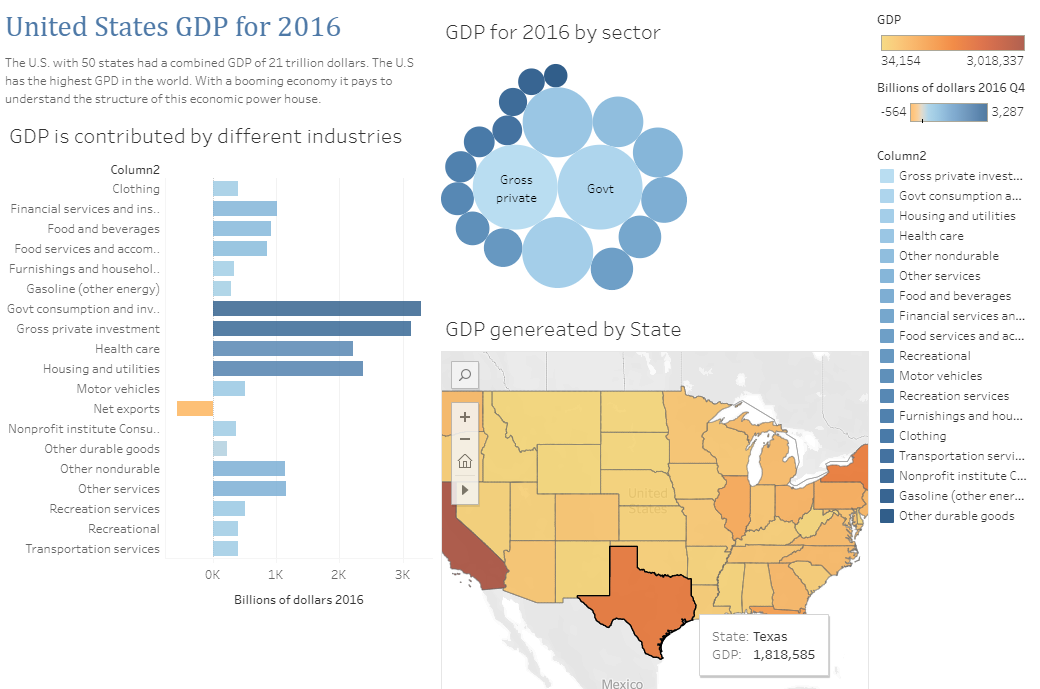 United States GDP for 2016
The U.S. with 50 states had a combined GDP of 21 trillion dollars. The U.S
has the highest GPD in the world. With a booming economy it pays to
understand the structure of this economic power house.
GDP is contributed by different industries
Column2
Clothing
Financial services and ins..
Food and beverages
Food services and accom..
Furnishings and househol..
Gasoline (other energy)
Govt consumption and inv..
Gross private investment
Health care
Housing and utilities
Motor vehicles
Net exports
Nonprofit institute Consu..
Other durable goods
Other nondurable
Other services
Recreation services
Recreational
Transportation services
0K 1K 2K 3K
Billions of dollars 2016
GDP for 2016 by sector
Gross
private
Govt
GDP genereated by State
United
States
State: Texas
GDP: 1,818,585
Mexico
GDP
34,154 3,018,337
Billions of dollars 2016 Q4
-564 3,287
Column2
Gross private invest...
Govt consumption a...
Housing and utilities
Health care
Other nondurable
Other services
Food and beverages
Financial services an...
Food services and ac...
Recreational
Motor vehicles
Recreation services
Furnishings and hou...
Clothing
Transportation servi...
Nonprofit institute C...
Gasoline (other ener...
Other durable goods